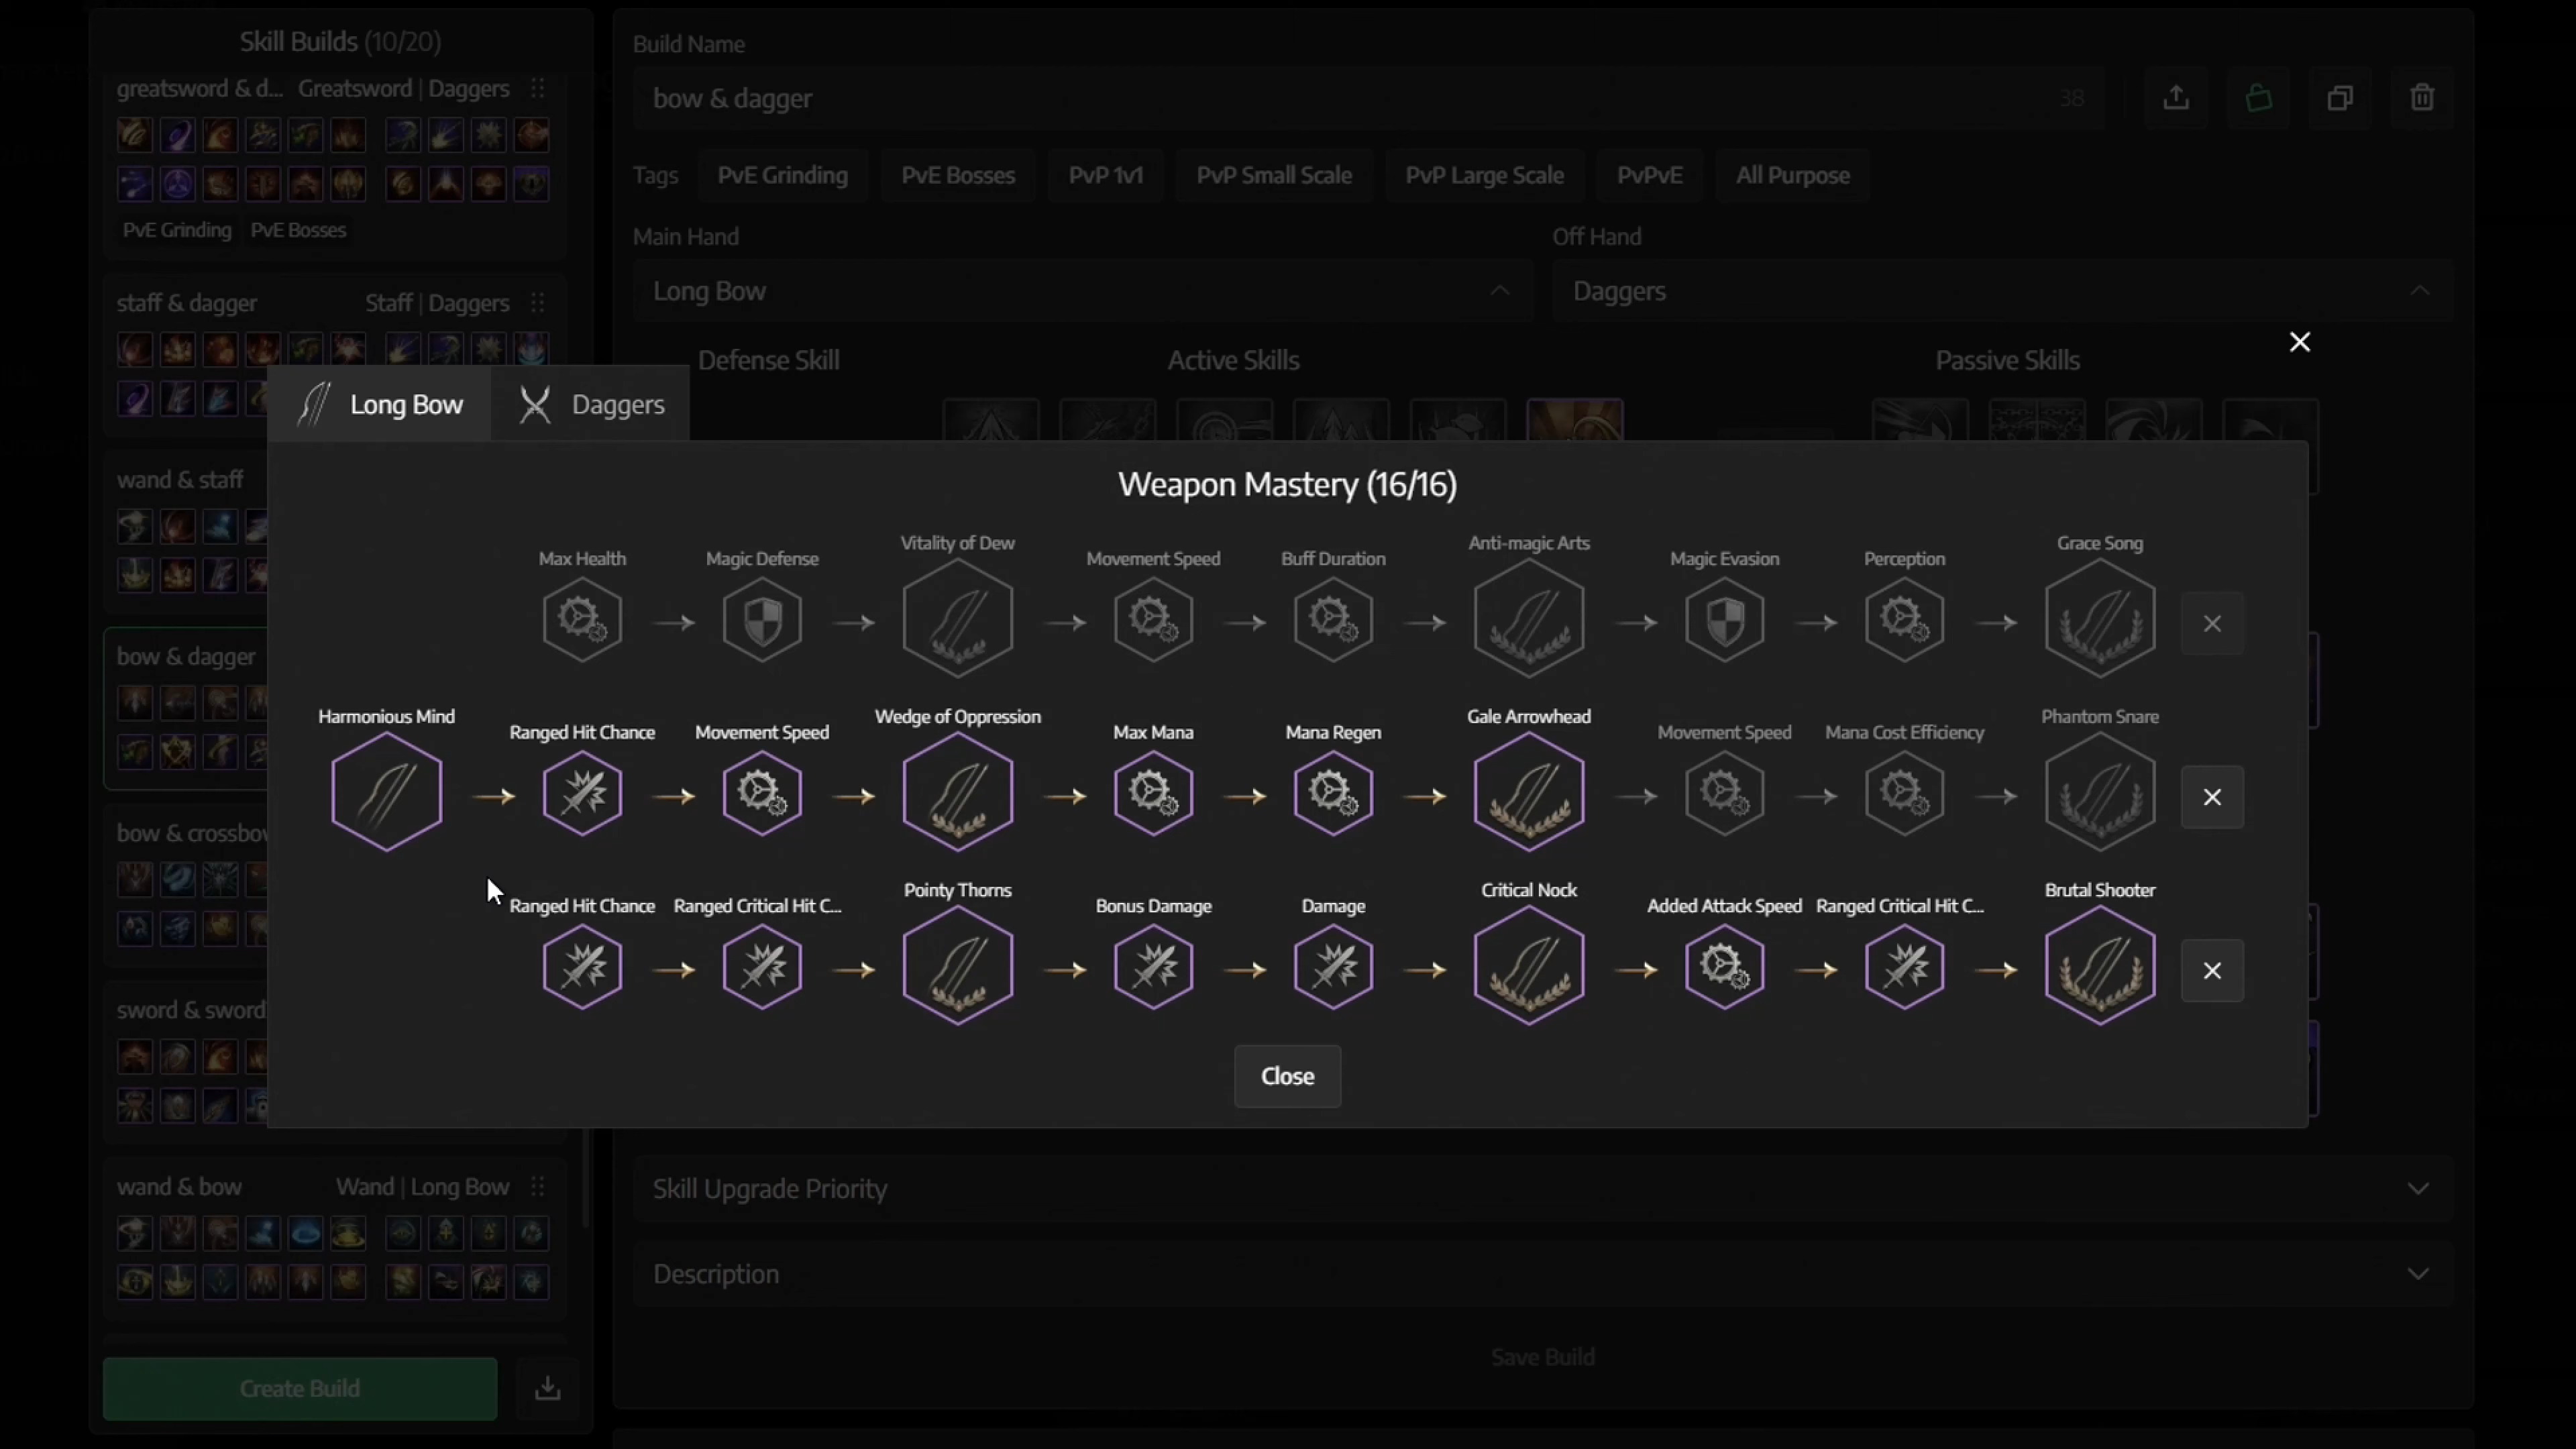 Skill Builds (10/20)
greatsword & d... Greatsword | Daggers
PvE Grinding PvE Bosses
staff & dagger Staff | Daggers
wand & staff
bow & dagger
bow & crossbow
sword & sword
wand & bow Wand | Long Bow
Create Build
Build Name
bow & dagger 38
Tags PvE Grinding PvE Bosses PvP 1v1 PvP Small Scale PvP Large Scale PvPvE All Purpose
Main Hand Off Hand
Long Bow Daggers
Defense Skill Active Skills Passive Skills
Long Bow Daggers
Weapon Mastery (16/16)
Max Health Magic Defense Vitality of Dew Movement Speed Buff Duration Anti-magic Arts Magic Evasion Perception Grace Song
Harmonious Mind Ranged Hit Chance Movement Speed Wedge of Oppression Max Mana Mana Regen Gale Arrowhead Movement Speed Mana Cost Efficiency Phantom Snare
Ranged Hit Chance Ranged Critical Hit C... Pointy Thorns Bonus Damage Damage Critical Nock Added Attack Speed Ranged Critical Hit C... Brutal Shooter
Close
Skill Upgrade Priority
Description
Save Build